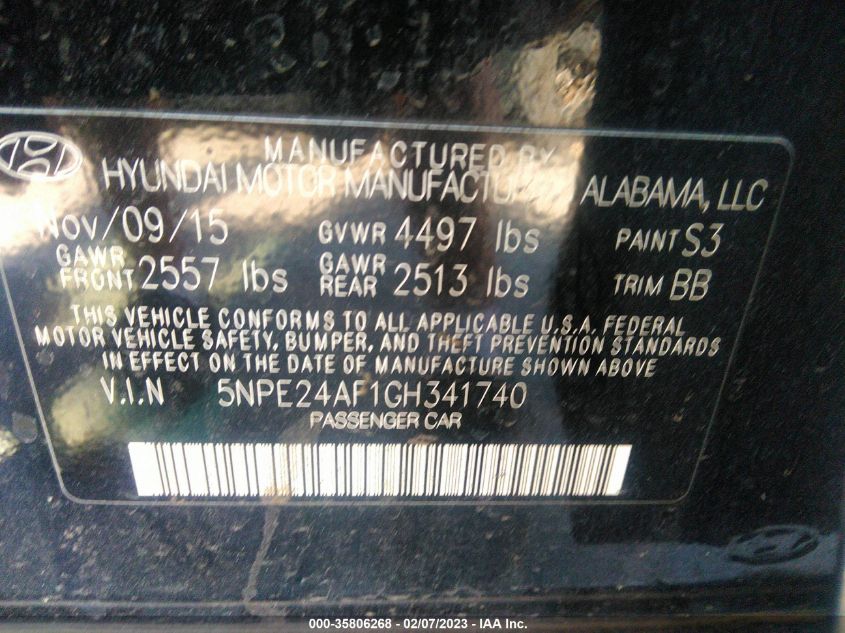 MANUFACTURED BY
HYUNDAI MOTOR MANUFACTURING ALABAMA, LLC
Nov/09/15 GVWR 4497 lbs PAINT S3
GAWR FRONT 2557 lbs GAWR REAR 2513 lbs TRIM BB
THIS VEHICLE CONFORMS TO ALL APPLICABLE U.S.A. FEDERAL
MOTOR VEHICLE SAFETY, BUMPER, AND THEFT PREVENTION STANDARDS
IN EFFECT ON THE DATE OF MANUFACTURE SHOWN ABOVE
V.I.N 5NPE24AF1GH341740
PASSENGER CAR
000-35806268 - 02/07/2023 - IAA Inc.